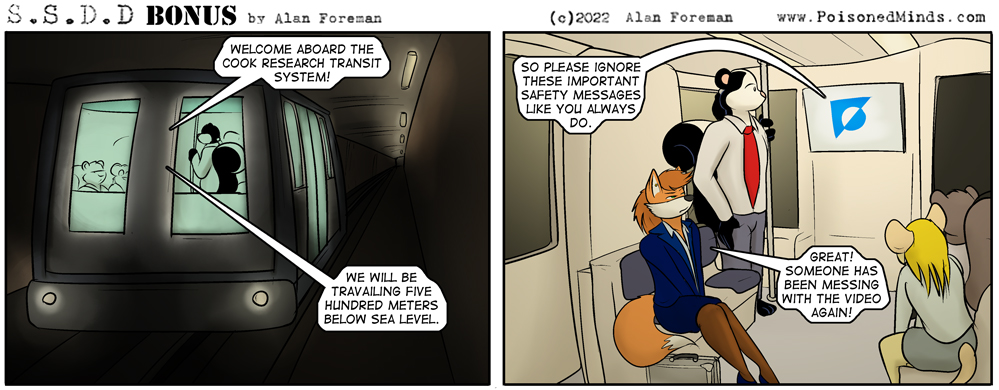 S.S.D.D BONUS by Alan Foreman
(c)2022 Alan Foreman
www.PoisonedMinds.com
WELCOME ABOARD THE
COOK RESEARCH TRANSIT
SYSTEM!
WE WILL BE
TRAVAILING FIVE
HUNDRED METERS
BELOW SEA LEVEL.
SO PLEASE IGNORE
THESE IMPORTANT
SAFETY MESSAGES
LIKE YOU ALWAYS
DO.
GREAT!
SOMEONE HAS
BEEN MESSING
WITH THE VIDEO
AGAIN!